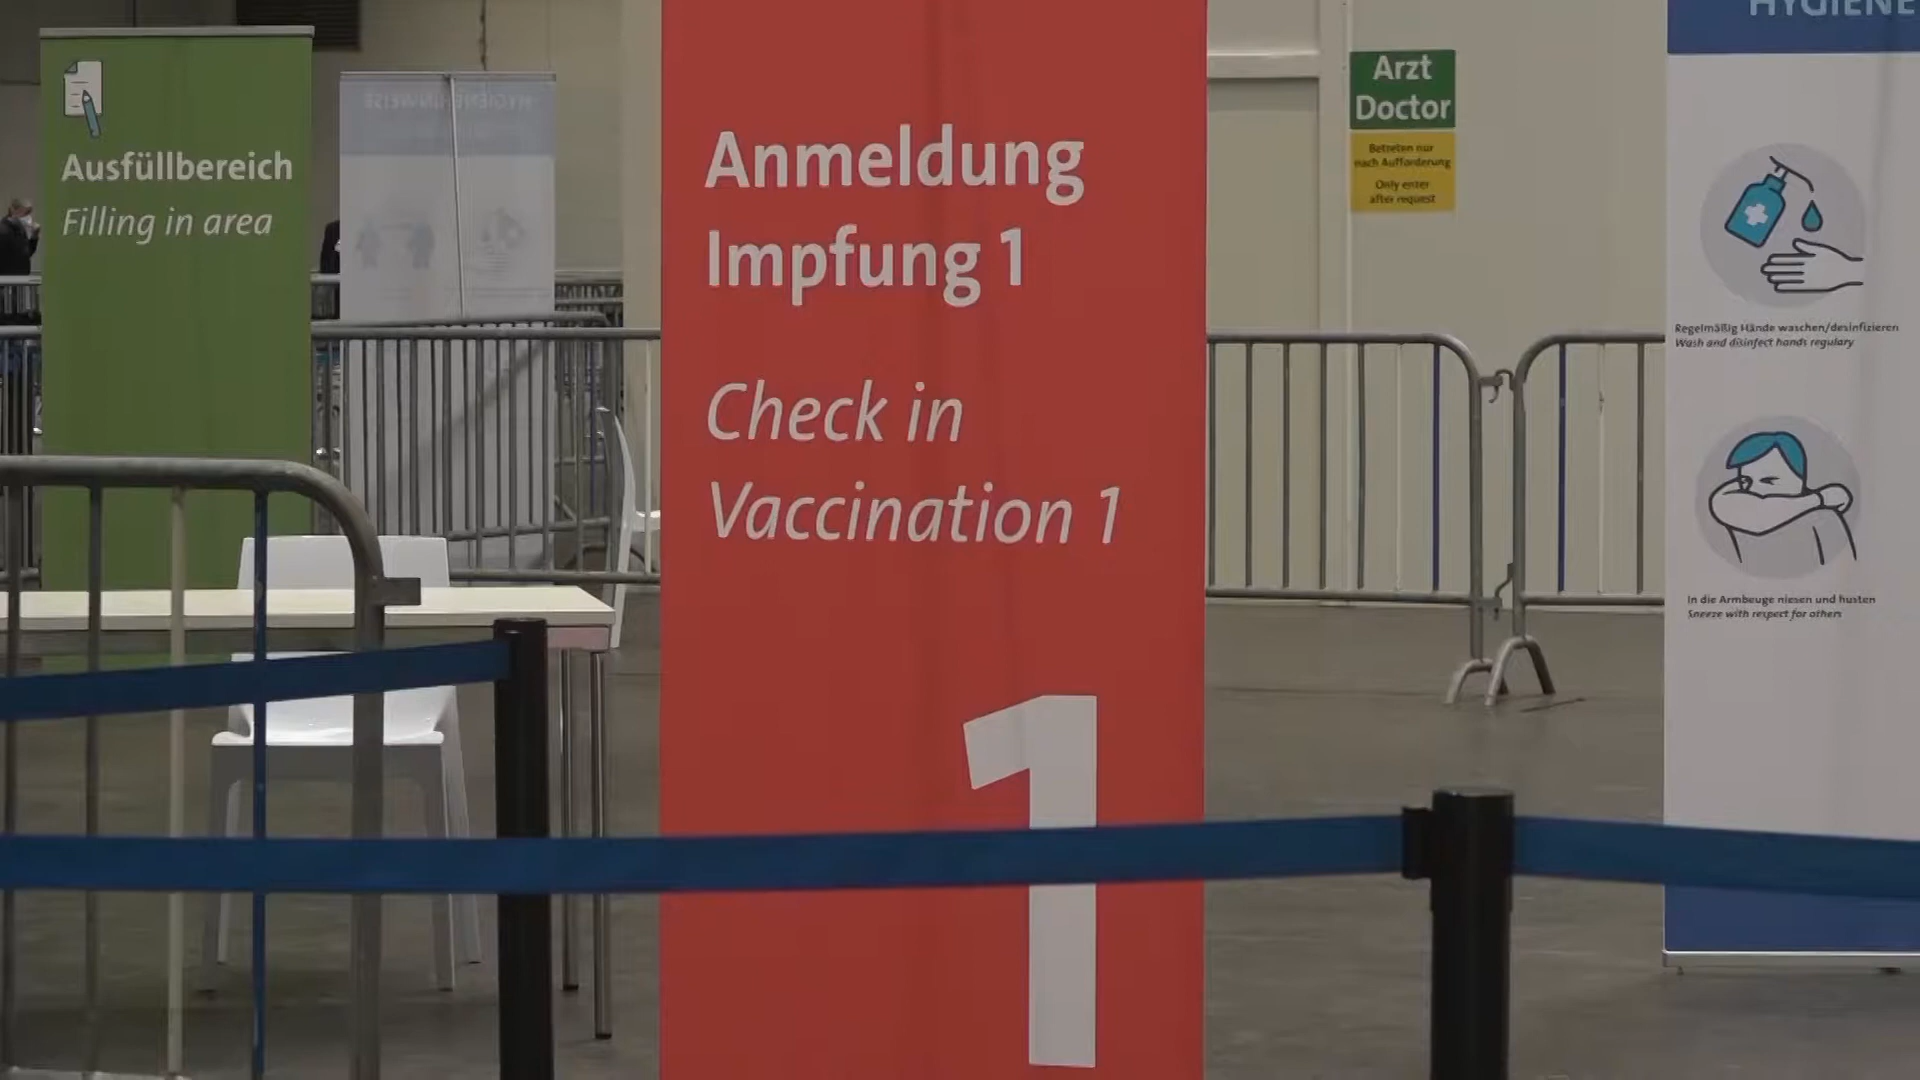 Ausfüllbereich
Filling in area
HYGIENEHINWEISE
Anmeldung
Impfung 1
Check in
Vaccination 1
1
Arzt
Doctor
Betreten nur
nach Aufforderung
Only enter
after request
HYGIENE
Regelmäßig Hände waschen/desinfizieren
Wash and disinfect hands regulary
In die Armbeuge niesen und husten
Sneeze with respect for others